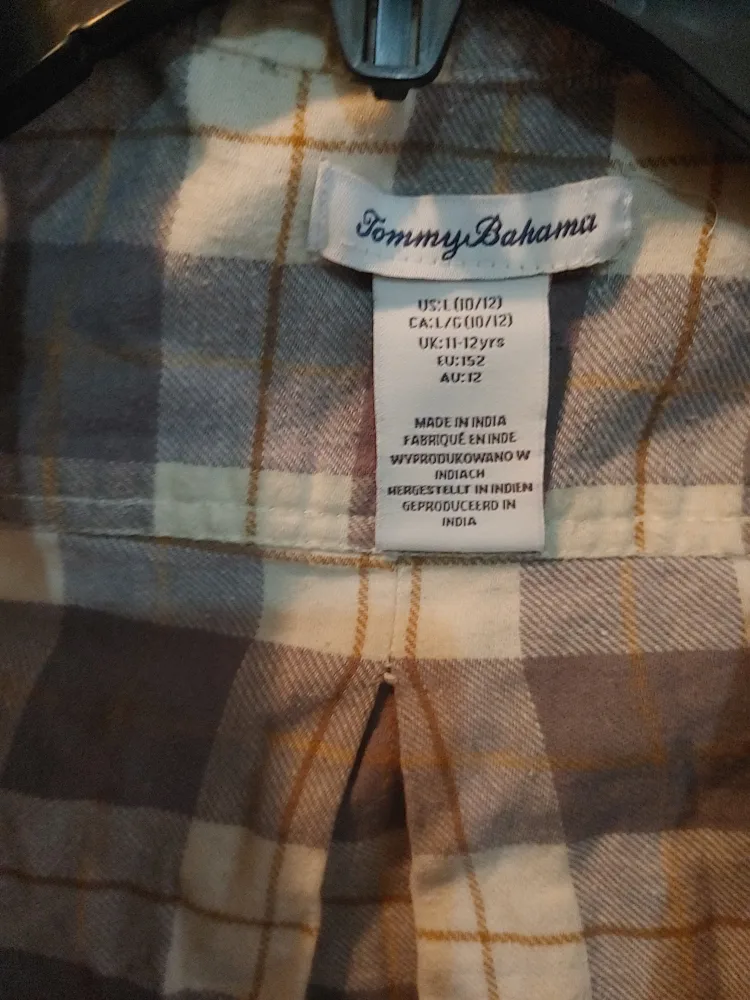 Tommy Bahama
US:L (10/12)
CA:L/G (10/12)
UK:11-12yrs
EU:152
AU:12
MADE IN INDIA
FABRIQUÉ EN INDE
WYPRODUKOWANO W
INDIACH
HERGESTELLT IN INDIEN
GEPRODUCEERD IN
INDIA